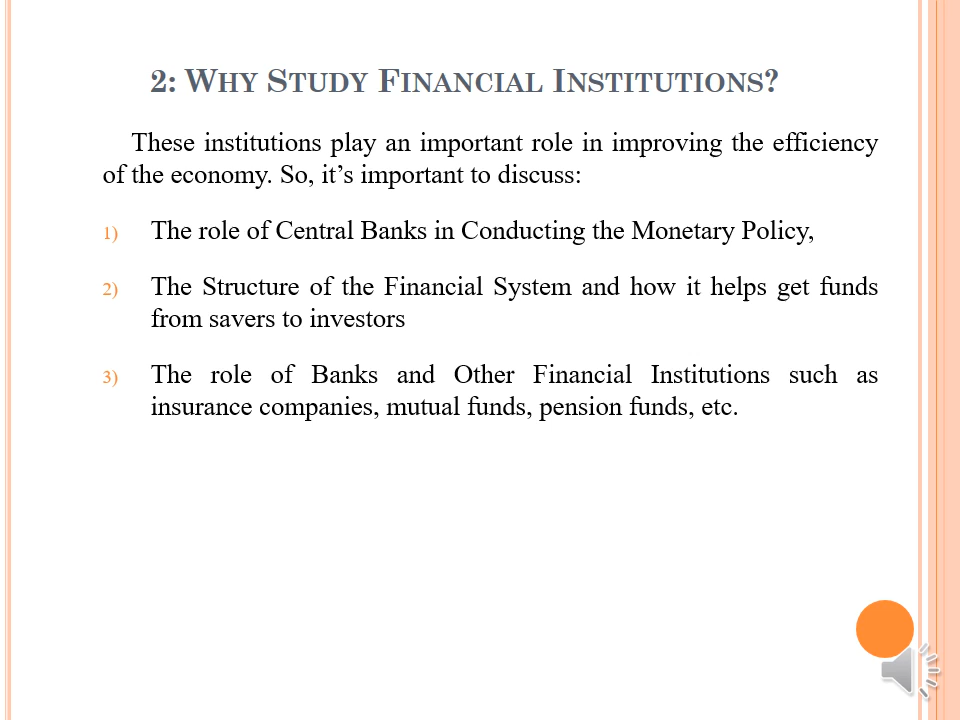 2: Why Study Financial Institutions?
These institutions play an important role in improving the efficiency
of the economy. So, it’s important to discuss:
1) The role of Central Banks in Conducting the Monetary Policy,
2) The Structure of the Financial System and how it helps get funds
from savers to investors
3) The role of Banks and Other Financial Institutions such as
insurance companies, mutual funds, pension funds, etc.